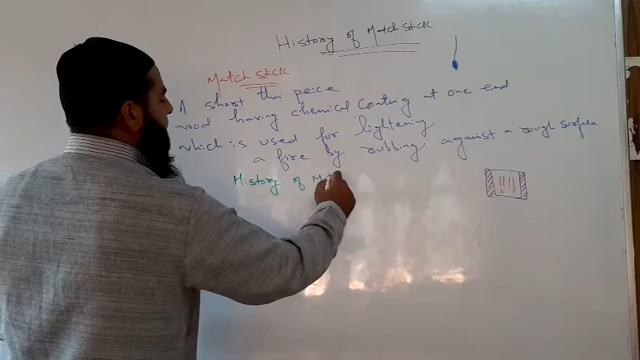 History of Match Stick
Match Stick
A short thin peice
wood having chemical Coating at one end
which is used for lightening
a fire by rubbing against a rough surface
History of M